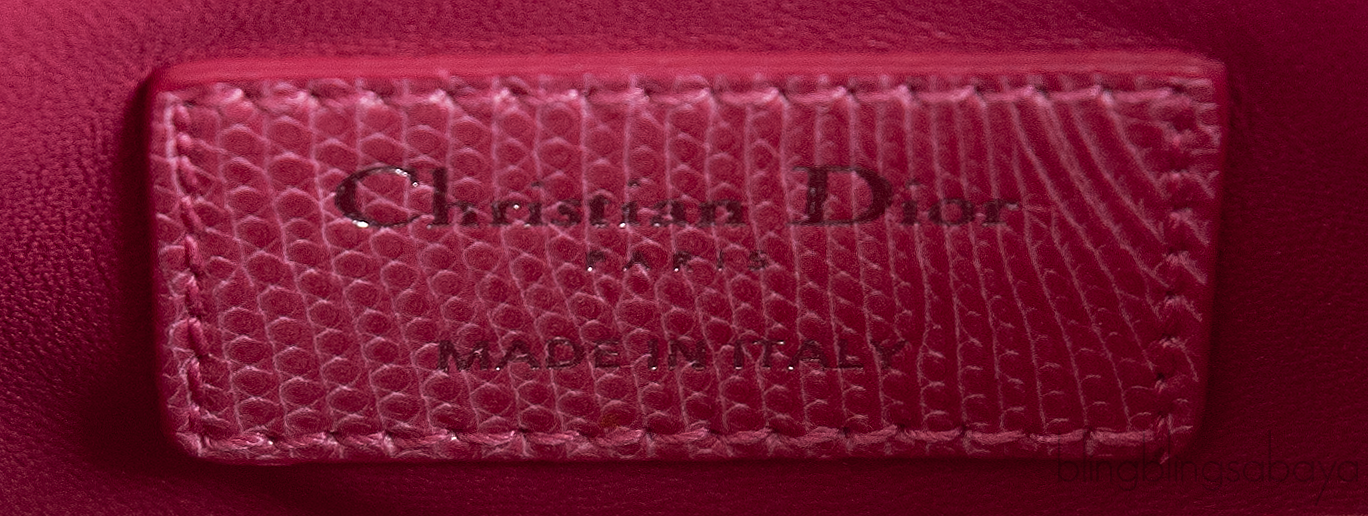 Christian Dior
PARIS
MADE IN ITALY
blingblingsabaya